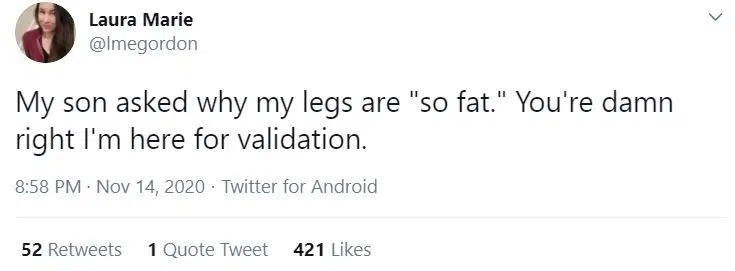 Laura Marie
@lmegordon
My son asked why my legs are "so fat." You're damn
right I'm here for validation.
8:58 PM · Nov 14, 2020 · Twitter for Android
52 Retweets 1 Quote Tweet 421 Likes